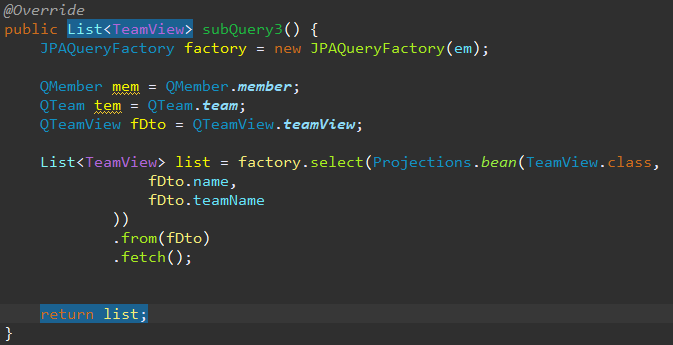 @Override
public List<TeamView> subQuery3() {
    JPAQueryFactory factory = new JPAQueryFactory(em);
    QMember mem = QMember.member;
    QTeam tem = QTeam.team;
    QTeamView fDto = QTeamView.teamView;
    List<TeamView> list = factory.select(Projections.bean(TeamView.class,
                fDto.name,
                fDto.teamName
            ))
            .from(fDto)
            .fetch();
    return list;
}